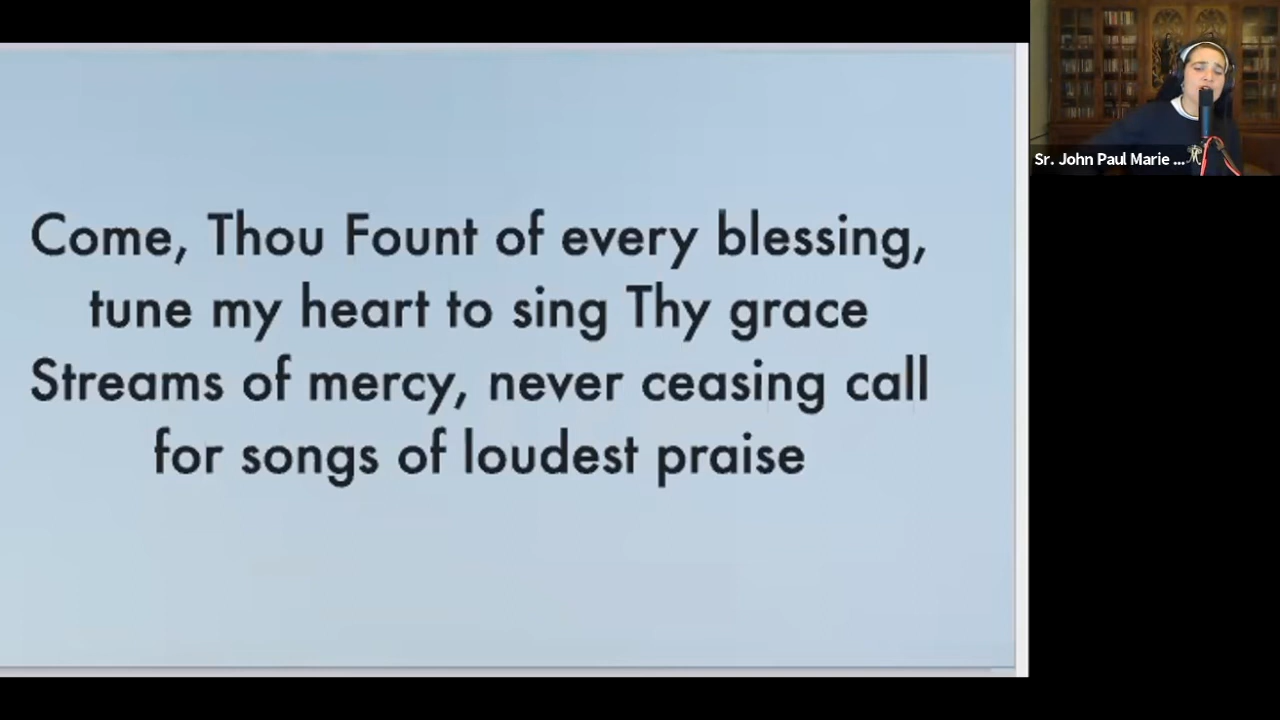 Come, Thou Fount of every blessing,
tune my heart to sing Thy grace
Streams of mercy, never ceasing call
for songs of loudest praise
Sr. John Paul Marie ...